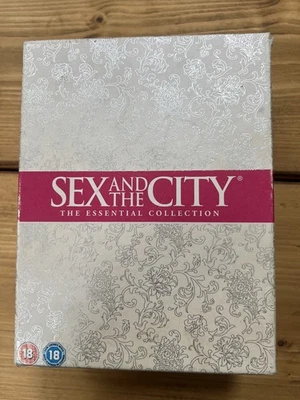 SEX AND THE CITY®
THE ESSENTIAL COLLECTION
18 18